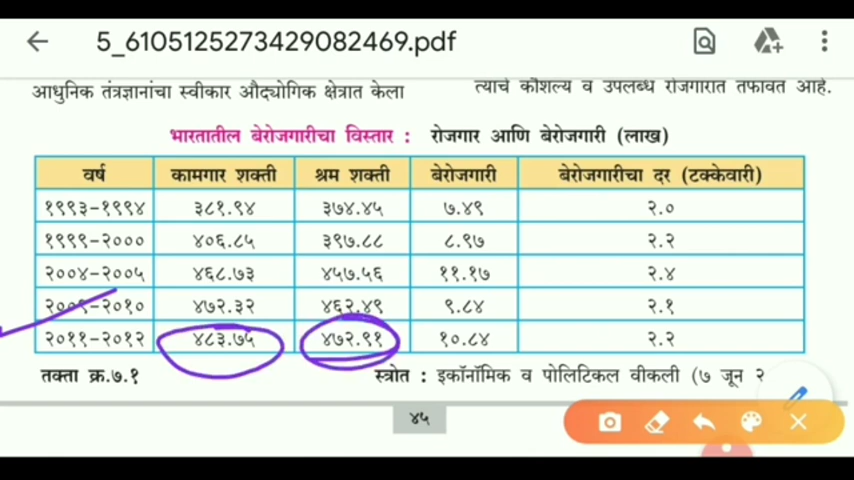 5_6105125273429082469.pdf
आधुनिक तंत्रज्ञानांचा स्वीकार औद्योगिक क्षेत्रात केला
त्याचे कौशल्य व उपलब्ध रोजगारात तफावत आहे.
भारतातील बेरोजगारीचा विस्तार : रोजगार आणि बेरोजगारी (लाख)
वर्ष कामगार शक्ती श्रम शक्ती बेरोजगारी बेरोजगारीचा दर (टक्केवारी)
१९९३-१९९४ ३८१.९४ ३७४.४५ ७.४९ २.०
१९९९-२००० ४०६.८५ ३९७.८८ ८.९७ २.२
२००४-२००५ ४६८.७३ ४५७.५६ ११.१७ २.४
२००९-२०१० ४७२.३२ ४६२.४९ ९.८४ २.१
२०११-२०१२ ४८३.७५ ४७२.९१ १०.८४ २.२
तक्ता क्र.७.१ स्त्रोत : इकॉनॉमिक व पोलिटिकल वीकली (७ जून २
४५